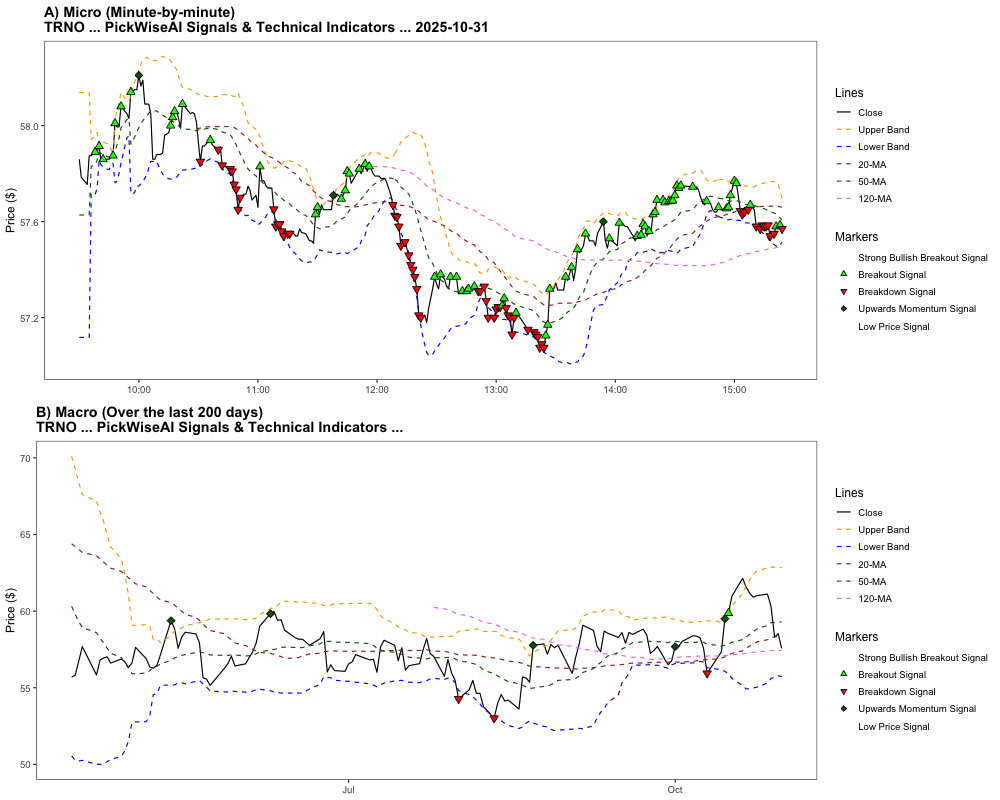 A) Micro (Minute-by-minute)
TRNO ... PickWiseAI Signals & Technical Indicators ... 2025-10-31
Price ($)
58.0
57.6
57.2
10:00
11:00
12:00
13:00
14:00
15:00
Lines
Close
Upper Band
Lower Band
20-MA
50-MA
120-MA
Markers
Strong Bullish Breakout Signal
Breakout Signal
Breakdown Signal
Upwards Momentum Signal
Low Price Signal
B) Macro (Over the last 200 days)
TRNO ... PickWiseAI Signals & Technical Indicators ...
Price ($)
70
65
60
55
50
Jul
Oct
Lines
Close
Upper Band
Lower Band
20-MA
50-MA
120-MA
Markers
Strong Bullish Breakout Signal
Breakout Signal
Breakdown Signal
Upwards Momentum Signal
Low Price Signal